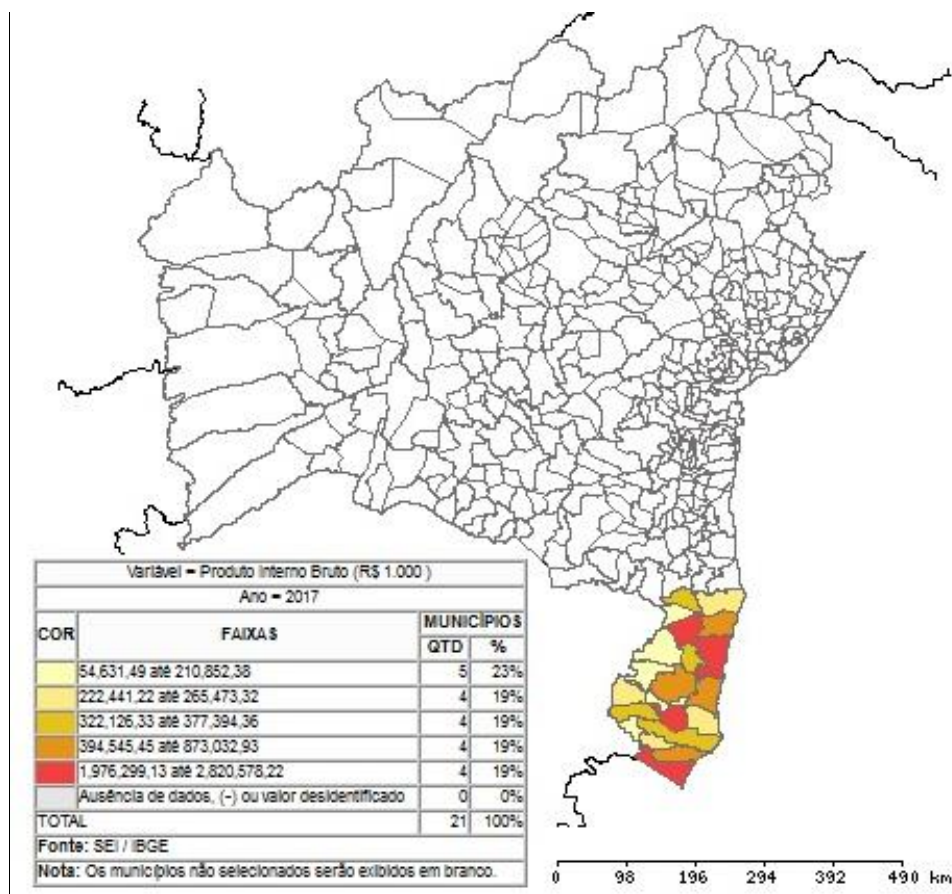 Variável = Produto Interno Bruto (R$ 1.000 )
Ano = 2017
COR FAIXAS MUNICÍPIOS
QTD %
54,631,49 até 210,852,38 5 23%
222,441,22 até 265,473,32 4 19%
322,126,33 até 377,394,36 4 19%
394,545,45 até 873,032,93 4 19%
1,976,299,13 até 2,820,578,22 4 19%
Ausência de dados, (-) ou valor desidentificado 0 0%
TOTAL 21 100%
Fonte: SEI / IBGE
Nota: Os municípios não selecionados serão exibidos em branco.
0 98 196 294 392 490 km